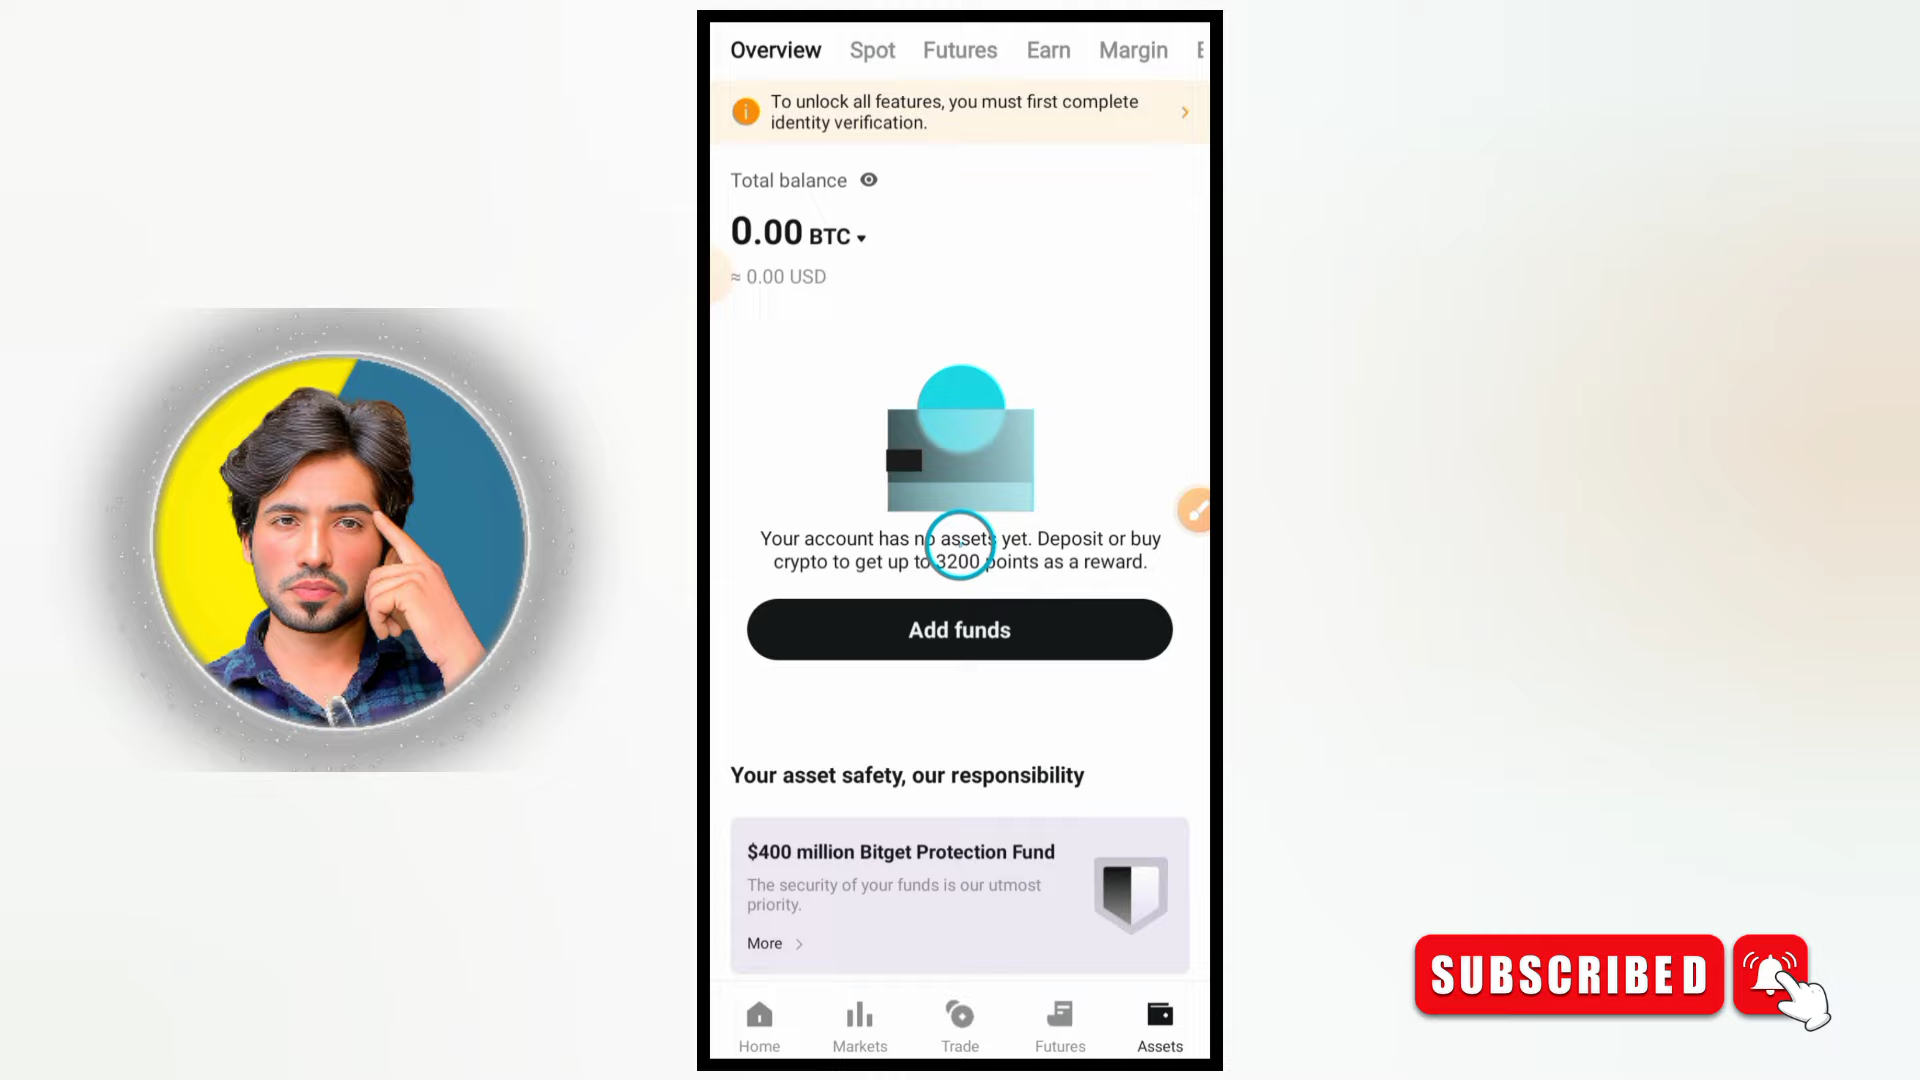 Overview Spot Futures Earn Margin
To unlock all features, you must first complete
identity verification.
Total balance
0.00 BTC
≈ 0.00 USD
Your account has no assets yet. Deposit or buy
crypto to get up to 3200 points as a reward.
Add funds
Your asset safety, our responsibility
$400 million Bitget Protection Fund
The security of your funds is our utmost
priority.
More
Home Markets Trade Futures Assets
SUBSCRIBED